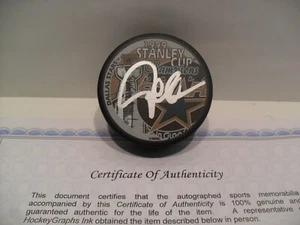 1999
STANLEY
CUP
DALLAS STARS
Certificate Of Authenticity
This document certifies that the autographed sports memorabilia
accompanied by this Certificate of Authenticity is 100% genuine and
guaranteed authentic for the life of the item. A representative
HockeyGraphs Ink obtained the item described below in person.